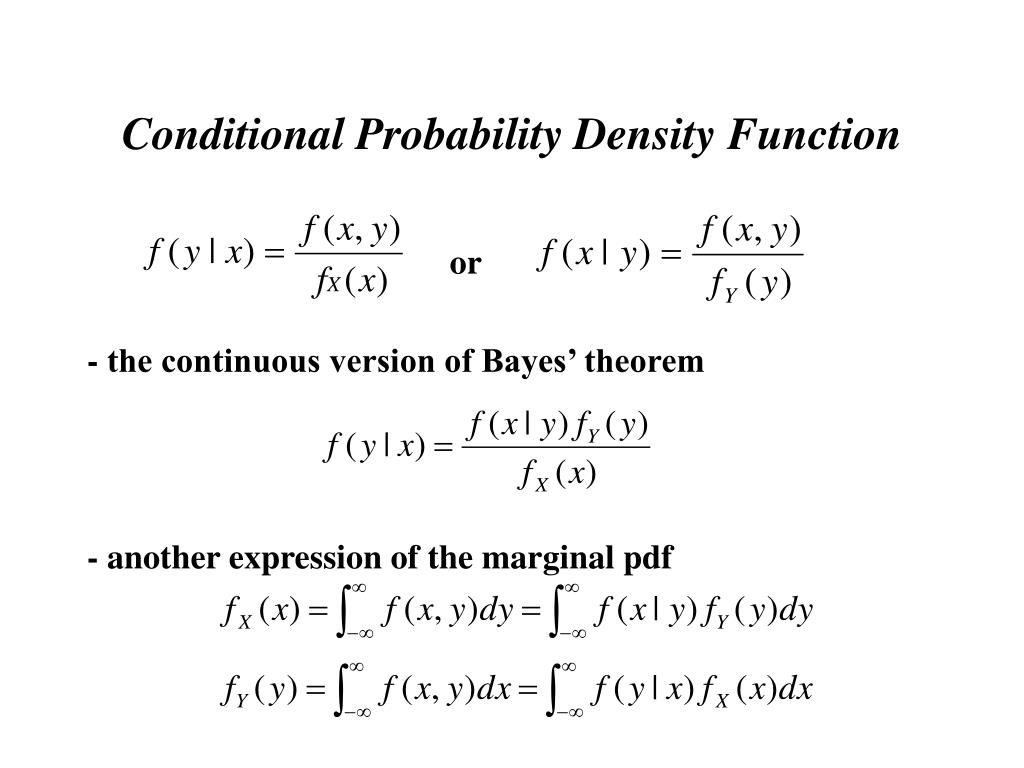 Conditional Probability Density Function
f(y | x) = f(x, y) / fX(x) or f(x | y) = f(x, y) / f_Y(y)
- the continuous version of Bayes’ theorem
f(y | x) = f(x | y) f_Y(y) / f_X(x)
- another expression of the marginal pdf
f_X(x) = ∫_{−∞}^{∞} f(x, y)dy = ∫_{−∞}^{∞} f(x | y) f_Y(y)dy
f_Y(y) = ∫_{−∞}^{∞} f(x, y)dx = ∫_{−∞}^{∞} f(y | x) f_X(x)dx